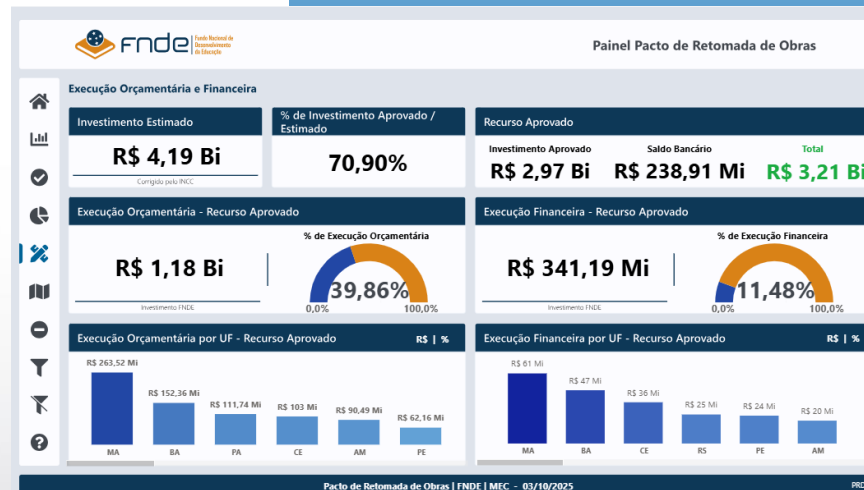 FNDE
Fundo Nacional de
Desenvolvimento
da Educação
Painel Pacto de Retomada de Obras
Execução Orçamentária e Financeira
Investimento Estimado
R$ 4,19 Bi
Corrigido pelo INCC
% de Investimento Aprovado /
Estimado
70,90%
Recurso Aprovado
Investimento Aprovado Saldo Bancário Total
R$ 2,97 Bi R$ 238,91 Mi R$ 3,21 Bi
Execução Orçamentária - Recurso Aprovado
R$ 1,18 Bi
Investimento FNDE
% de Execução Orçamentária
39,86%
0,0% 100,0%
Execução Financeira - Recurso Aprovado
R$ 341,19 Mi
Investimento FNDE
% de Execução Financeira
11,48%
0,0% 100,0%
Execução Orçamentária por UF - Recurso Aprovado R$ | %
R$ 263,52 Mi
R$ 152,36 Mi
R$ 111,74 Mi
R$ 103 Mi
R$ 90,49 Mi
R$ 62,16 Mi
MA BA PA CE AM PE
Execução Financeira por UF - Recurso Aprovado R$ | %
R$ 61 Mi
R$ 47 Mi
R$ 36 Mi
R$ 25 Mi
R$ 24 Mi
R$ 20 Mi
MA BA CE RS PE AM
Pacto de Retomada de Obras | FNDE | MEC - 03/10/2025